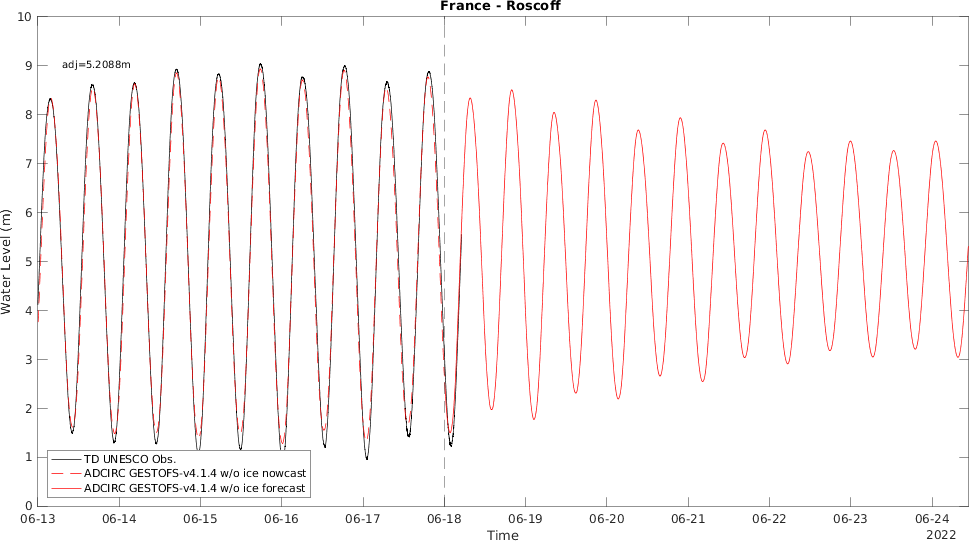 France - Roscoff
10
9
8
7
6
5
4
3
2
1
0
Water Level (m)
adj=5.2088m
TD UNESCO Obs.
ADCIRC GESTOFS-v4.1.4 w/o ice nowcast
ADCIRC GESTOFS-v4.1.4 w/o ice forecast
06-13 06-14 06-15 06-16 06-17 06-18 06-19 06-20 06-21 06-22 06-23 06-24
2022
Time